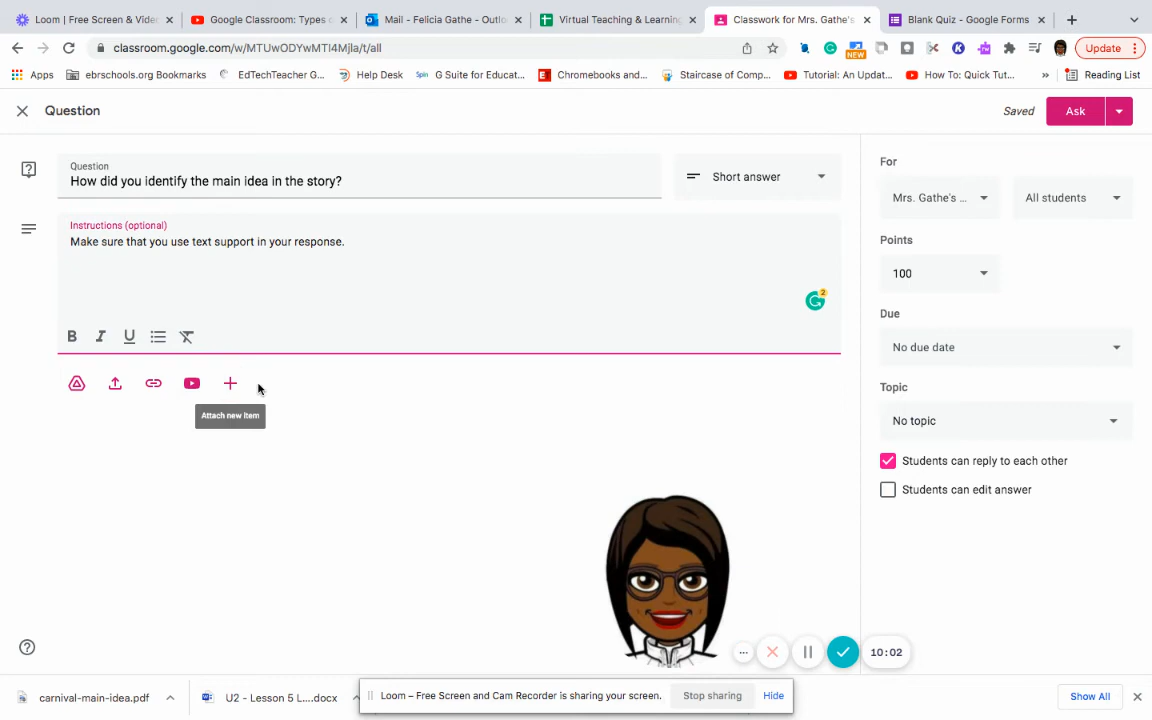 Loom | Free Screen & Vide
Google Classroom: Types o
Mail - Felicia Gathe - Outlo
Virtual Teaching & Learning
Classwork for Mrs. Gathe's
Blank Quiz - Google Forms
classroom.google.com/w/MTUwODYwMTI4Mjla/t/all
NEW
Update
Apps
ebrschools.org Bookmarks
EdTechTeacher G...
Help Desk
Spin
G Suite for Educat...
Chromebooks and...
Staircase of Comp...
Tutorial: An Updat...
How To: Quick Tut...
»
Reading List
Question
Saved
Ask
Question
How did you identify the main idea in the story?
Short answer
Instructions (optional)
Make sure that you use text support in your response.
2
B I U
Attach new item
For
Mrs. Gathe's ...
All students
Points
100
Due
No due date
Topic
No topic
Students can reply to each other
Students can edit answer
10:02
carnival-main-idea.pdf
U2 - Lesson 5 L....docx
Loom – Free Screen and Cam Recorder is sharing your screen.
Stop sharing
Hide
Show All